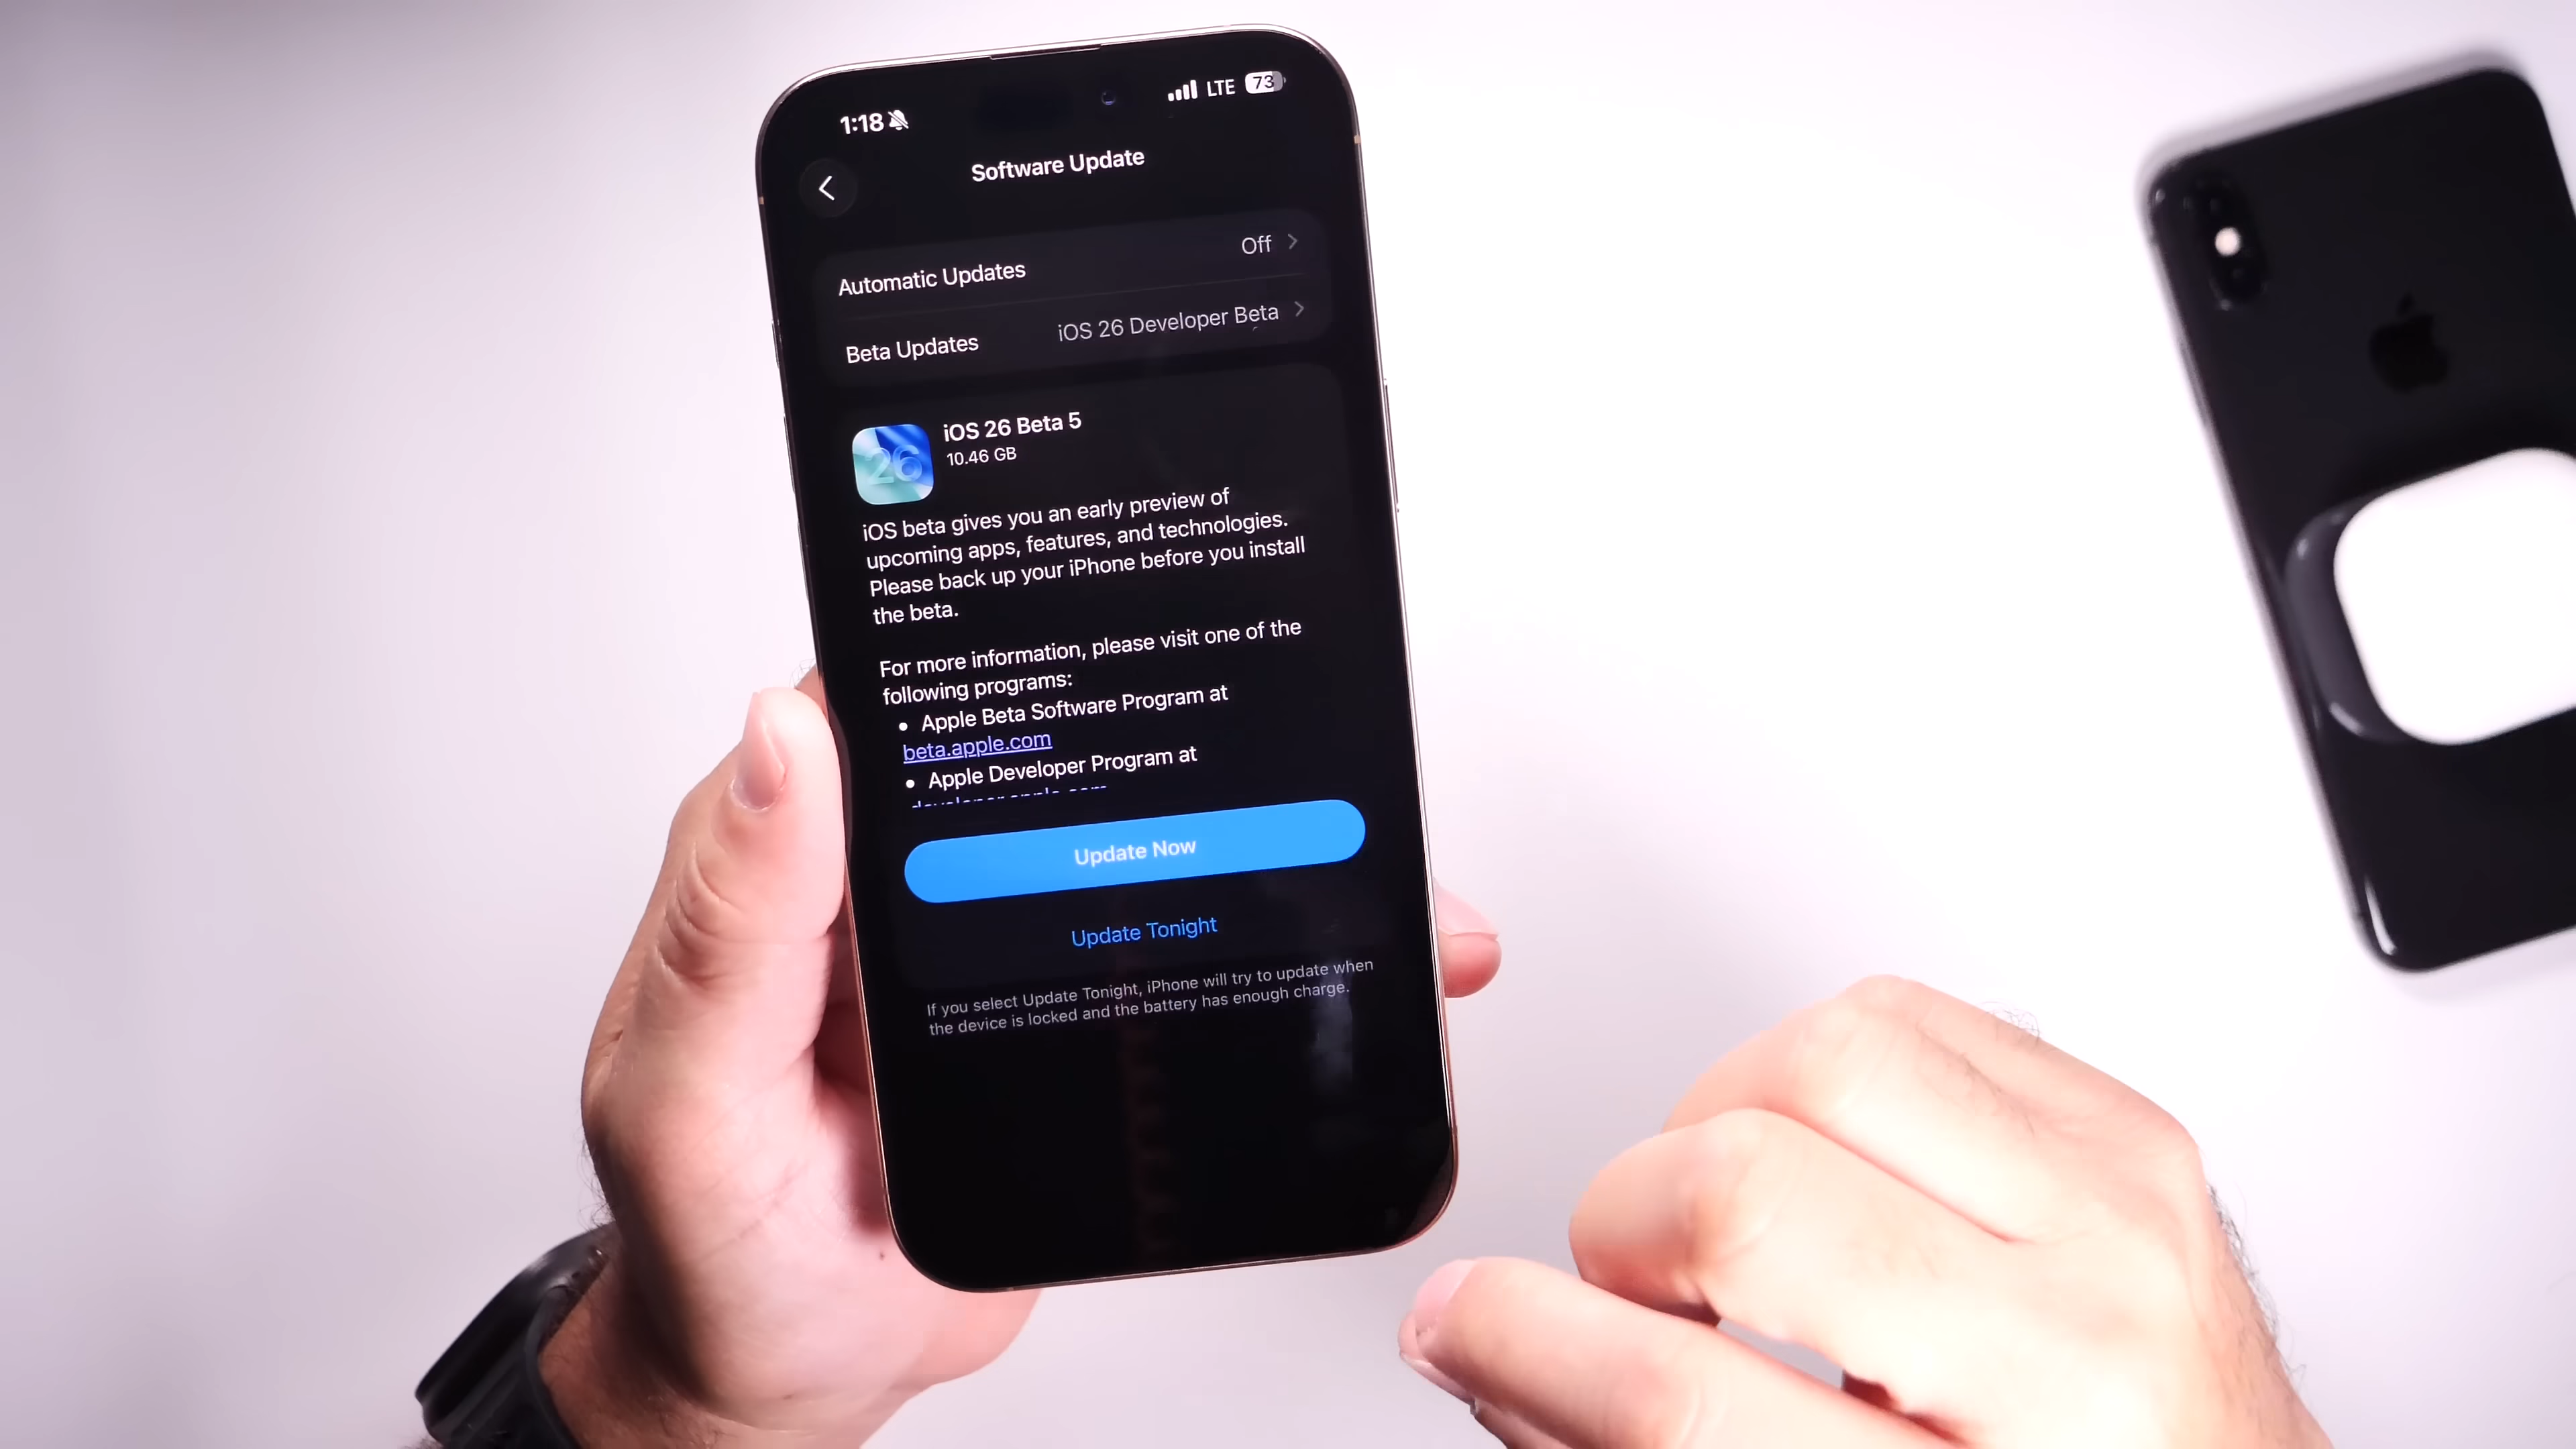 1:18 LTE 73
Software Update
Automatic Updates Off
Beta Updates iOS 26 Developer Beta
26
iOS 26 Beta 5
10.46 GB
iOS beta gives you an early preview of
upcoming apps, features, and technologies.
Please back up your iPhone before you install
the beta.
For more information, please visit one of the
following programs:
• Apple Beta Software Program at
beta.apple.com
• Apple Developer Program at
developer.apple.com
Update Now
Update Tonight
If you select Update Tonight, iPhone will try to update when
the device is locked and the battery has enough charge.